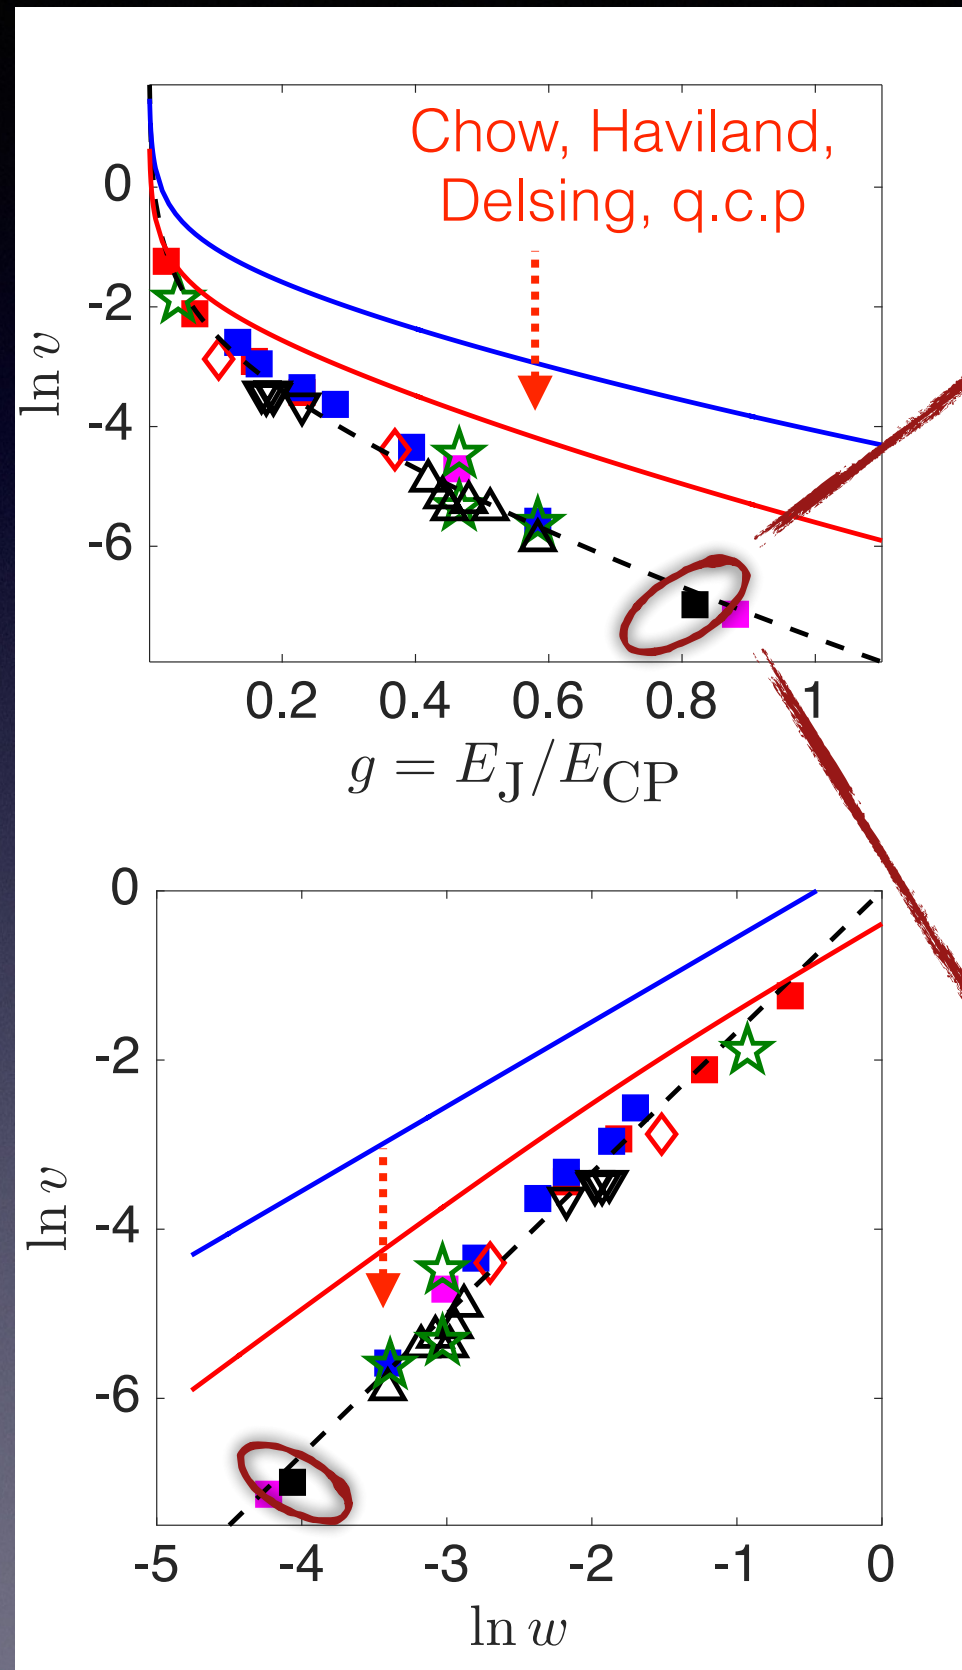 Chow, Haviland,
Delsing, q.c.p
0
-2
-4
-6
ln v
0.2 0.4 0.6 0.8 1
g = E_J/E_CP
0
-2
-4
-6
ln v
-5 -4 -3 -2 -1 0
ln w